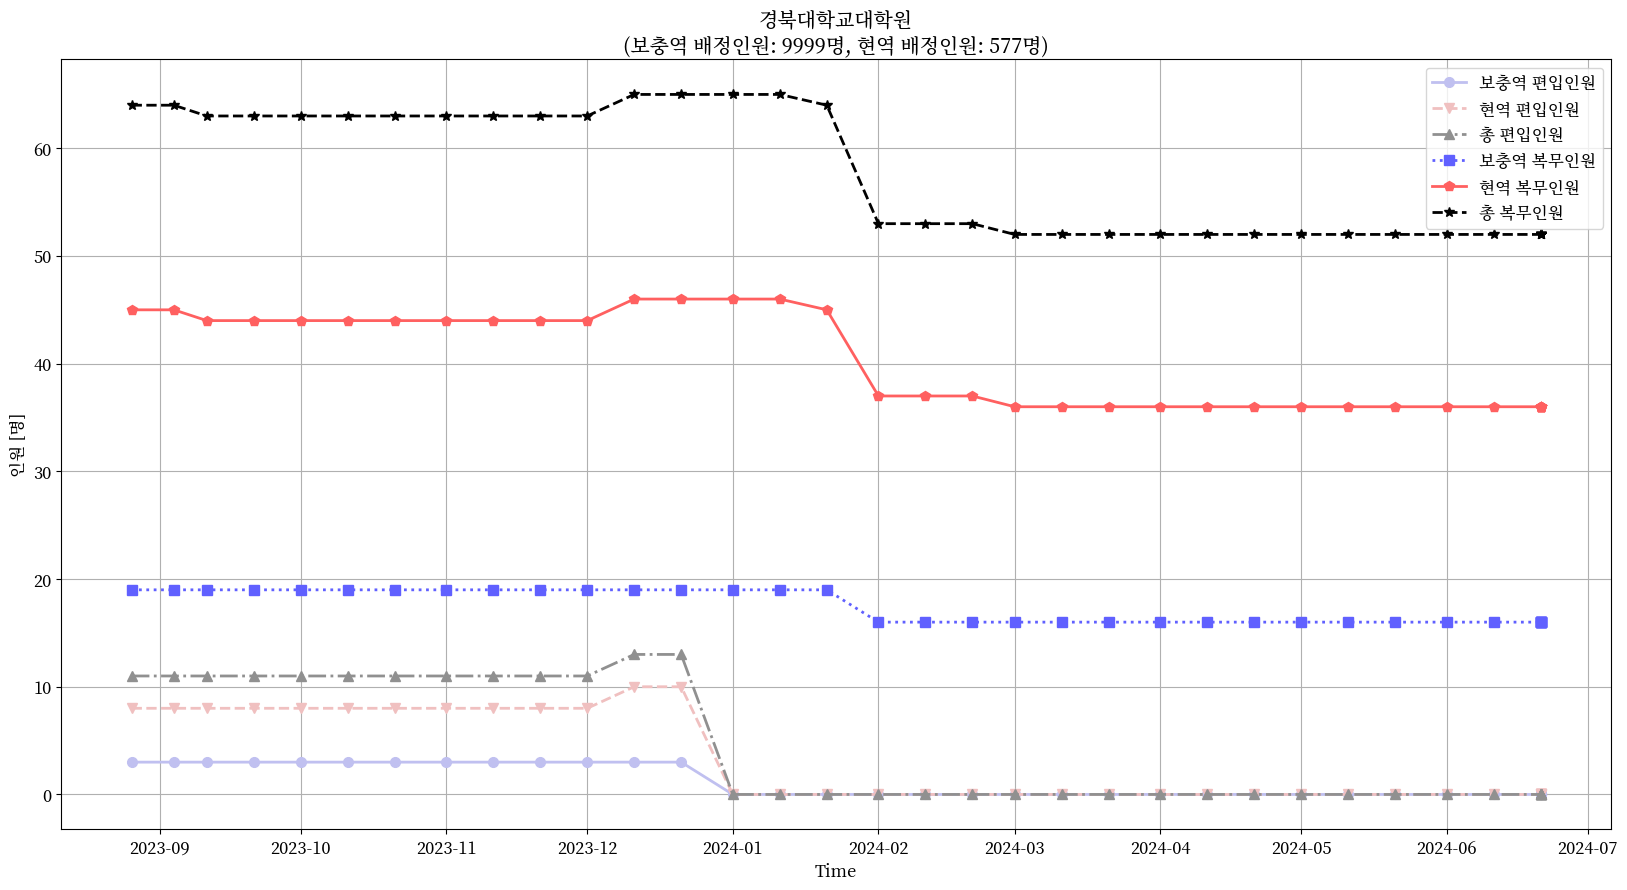 경북대학교대학원
(보충역 배정인원: 9999명, 현역 배정인원: 577명)
보충역 편입인원
현역 편입인원
총 편입인원
보충역 복무인원
현역 복무인원
총 복무인원
인원 [명]
60
50
40
30
20
10
0
2023-09
2023-10
2023-11
2023-12
2024-01
2024-02
2024-03
2024-04
2024-05
2024-06
2024-07
Time